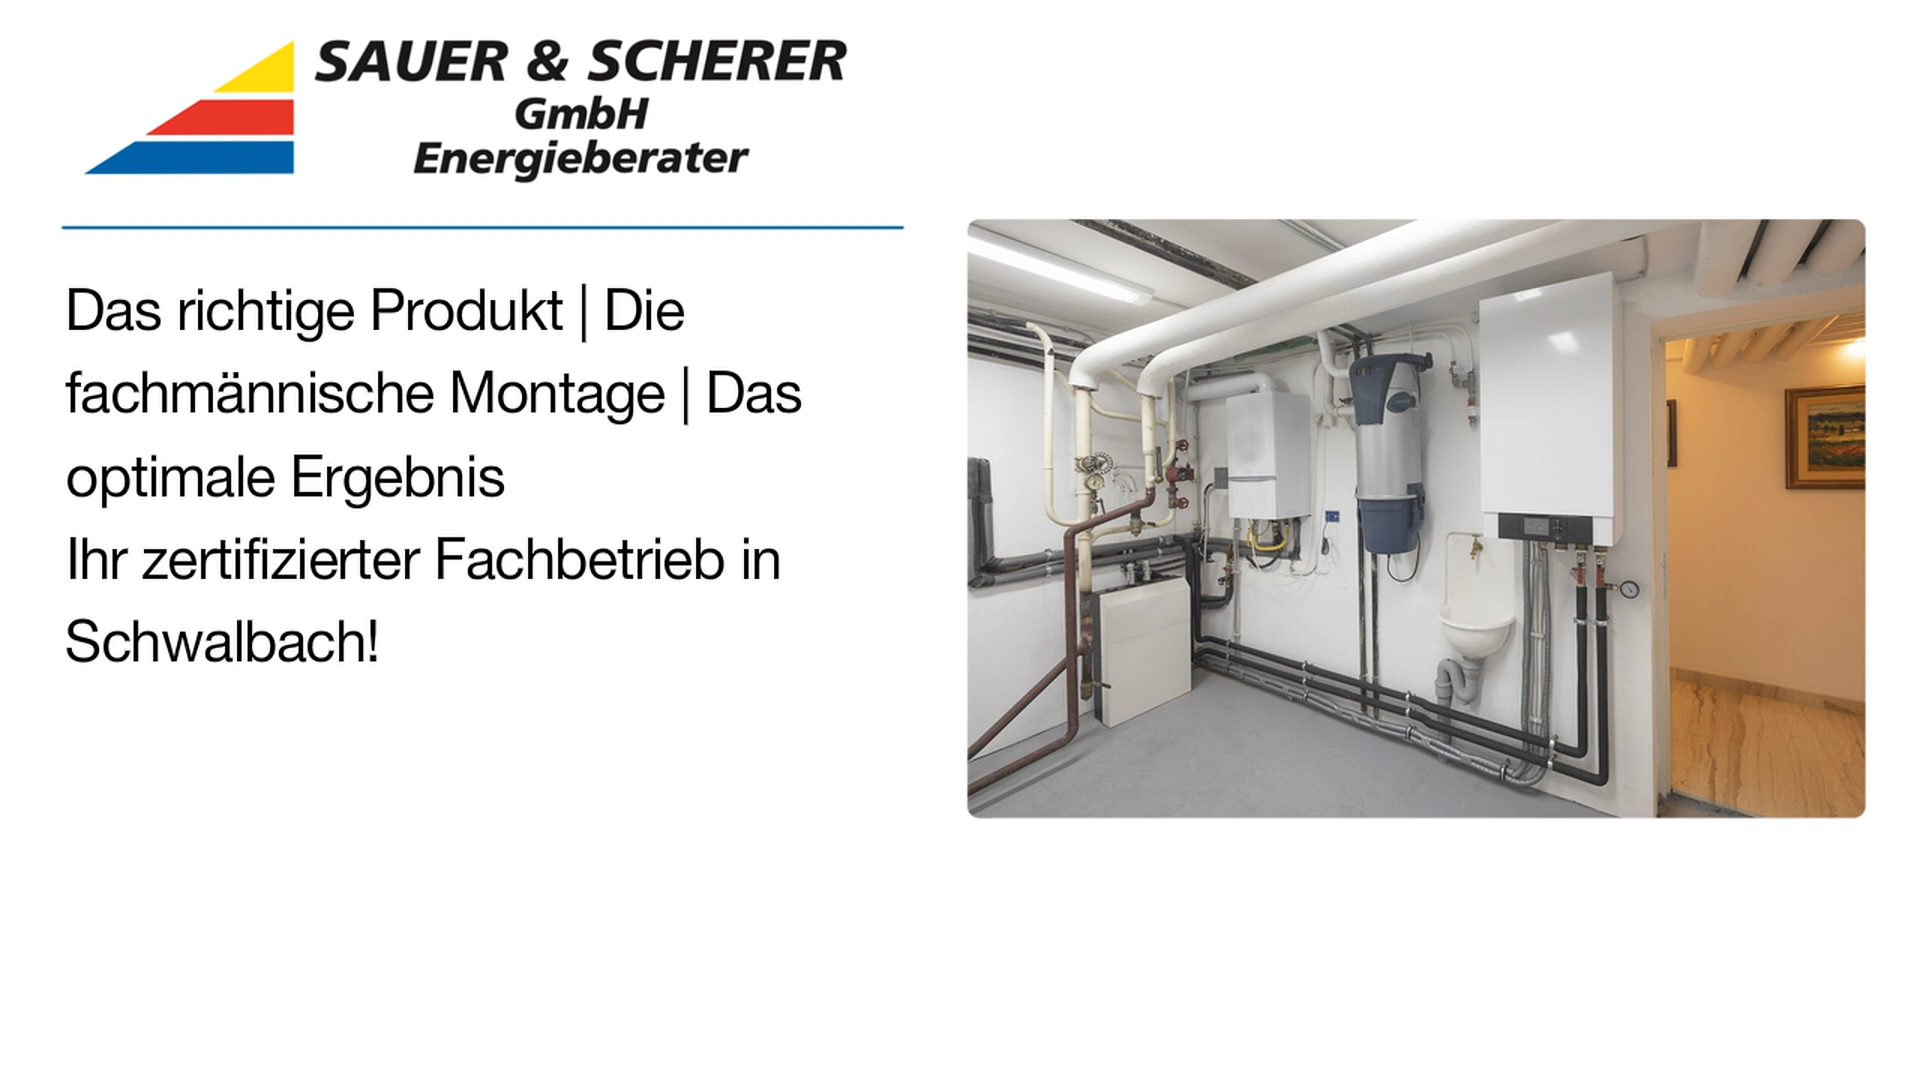 SAUER & SCHERER
GmbH
Energieberater
Das richtige Produkt | Die
fachmännische Montage | Das
optimale Ergebnis
Ihr zertifizierter Fachbetrieb in
Schwalbach!